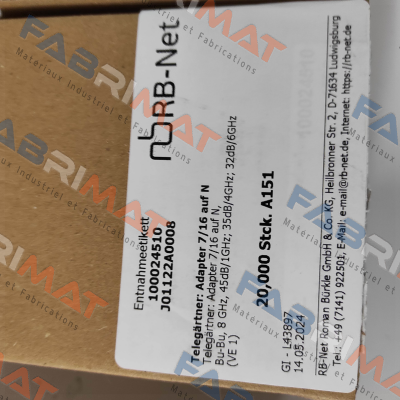 RB-Net
Entnahmeetikett
100024510
J01122A0008
Telegärtner: Adapter 7/16 auf N
Telegärtner: Adapter 7/16 auf N,
Bu-Bu, 8 GHz, 45dB/1GHz; 35dB/4GHz; 32dB/6GHz
(VE 1)
20,000 Stck. A151
GI - L43897
14.05.2024
RB-Net Roman Bürkle GmbH & Co. KG, Heilbronner Str. 2, D-71634 Ludwigsburg
Tel.: +49 (7141) 922501, E-Mail: e-mail@rb-net.de, Internet: https://rb-net.de
FABRIMAT
Materiaux Industriel et Fabrications